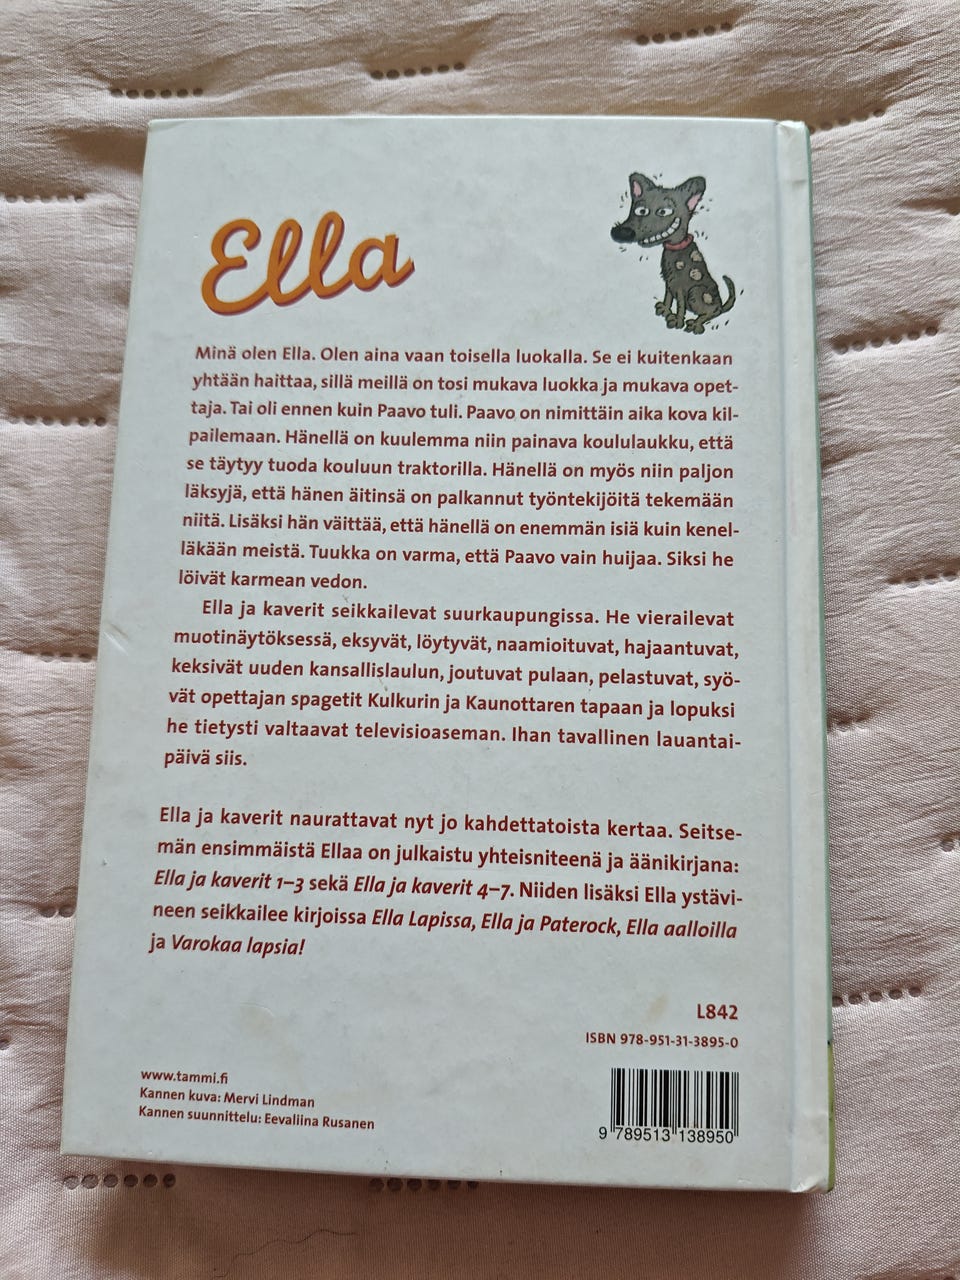 Ella
Minä olen Ella. Olen aina vaan toisella luokalla. Se ei kuitenkaan
yhtään haittaa, sillä meillä on tosi mukava luokka ja mukava opet-
taja. Tai oli ennen kuin Paavo tuli. Paavo on nimittäin aika kova kil-
pailemaan. Hänellä on kuulemma niin painava koululaukku, että
se täytyy tuoda kouluun traktorilla. Hänellä on myös niin paljon
läksyjä, että hänen äitinsä on palkannut työntekijöitä tekemään
niitä. Lisäksi hän väittää, että hänellä on enemmän isiä kuin kenel-
läkään meistä. Tuukka on varma, että Paavo vain huijaa. Siksi he
löivät karmean vedon.
Ella ja kaverit seikkailevat suurkaupungissa. He vierailevat
muotinäytöksessä, eksyvät, löytyvät, naamioituvat, hajaantuvat,
keksivät uuden kansallislaulun, joutuvat pulaan, pelastuvat, syö-
vät opettajan spagetit Kulkurin ja Kaunottaren tapaan ja lopuksi
he tietysti valtaavat televisioaseman. Ihan tavallinen lauantai-
päivä siis.
Ella ja kaverit naurattavat nyt jo kahdettatoista kertaa. Seitse-
män ensimmäistä Ellaa on julkaistu yhteisniteenä ja äänikirjana:
Ella ja kaverit 1–3 sekä Ella ja kaverit 4–7. Niiden lisäksi Ella ystävi-
neen seikkailee kirjoissa Ella Lapissa, Ella ja Paterock, Ella aalloilla
ja Varokaa lapsia!
L842
ISBN 978-951-31-3895-0
www.tammi.fi
Kannen kuva: Mervi Lindman
Kannen suunnittelu: Eevaliina Rusanen
9 789513 138950